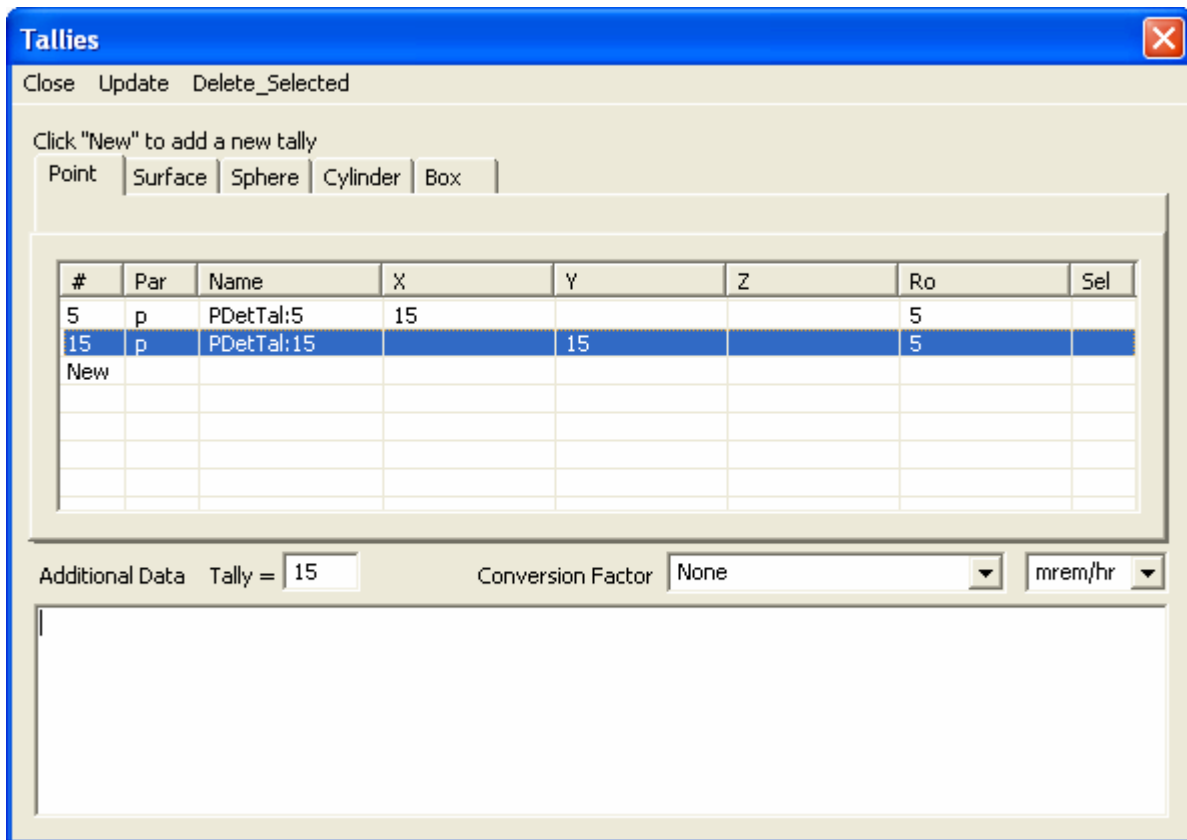 Tallies
Close Update Delete_Selected
Click "New" to add a new tally
Point Surface Sphere Cylinder Box
# Par Name X Y Z Ro Sel
5 p PDetTal:5 15 5
15 p PDetTal:15 15 5
New
Additional Data Tally = 15 Conversion Factor None mrem/hr